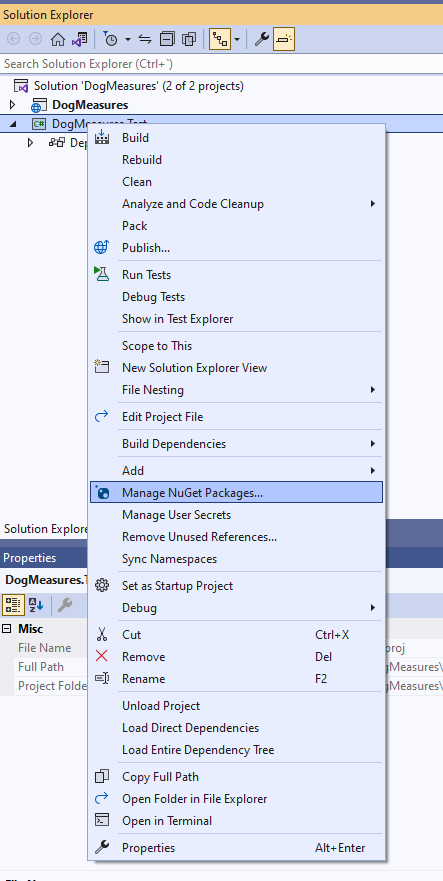 Solution Explorer
Search Solution Explorer (Ctrl+`)
Solution 'DogMeasures' (2 of 2 projects)
DogMeasures
DogMeasures.Test
Build
Rebuild
Clean
Analyze and Code Cleanup
Pack
Publish...
Run Tests
Debug Tests
Show in Test Explorer
Scope to This
New Solution Explorer View
File Nesting
Edit Project File
Build Dependencies
Add
Manage NuGet Packages...
Manage User Secrets
Remove Unused References...
Sync Namespaces
Set as Startup Project
Debug
Cut Ctrl+X
Remove Del
Rename F2
Unload Project
Load Direct Dependencies
Load Entire Dependency Tree
Copy Full Path
Open Folder in File Explorer
Open in Terminal
Properties Alt+Enter
Solution Explore
Properties
DogMeasures.T
Misc
File Name proj
Full Path gMeasures\
Project Folde gMeasures\